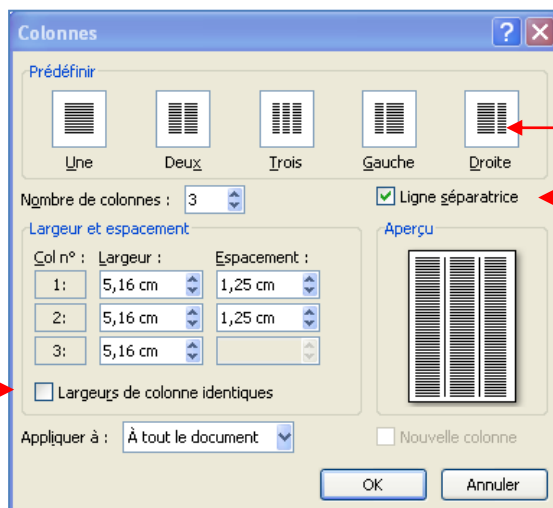 Colonnes
Prédéfinir
Une Deux Trois Gauche Droite
Nombre de colonnes : 3
Ligne séparatrice
Largeur et espacement
Aperçu
Col n° : Largeur : Espacement :
1: 5,16 cm 1,25 cm
2: 5,16 cm 1,25 cm
3: 5,16 cm
Largeurs de colonne identiques
Appliquer à : À tout le document
Nouvelle colonne
OK Annuler